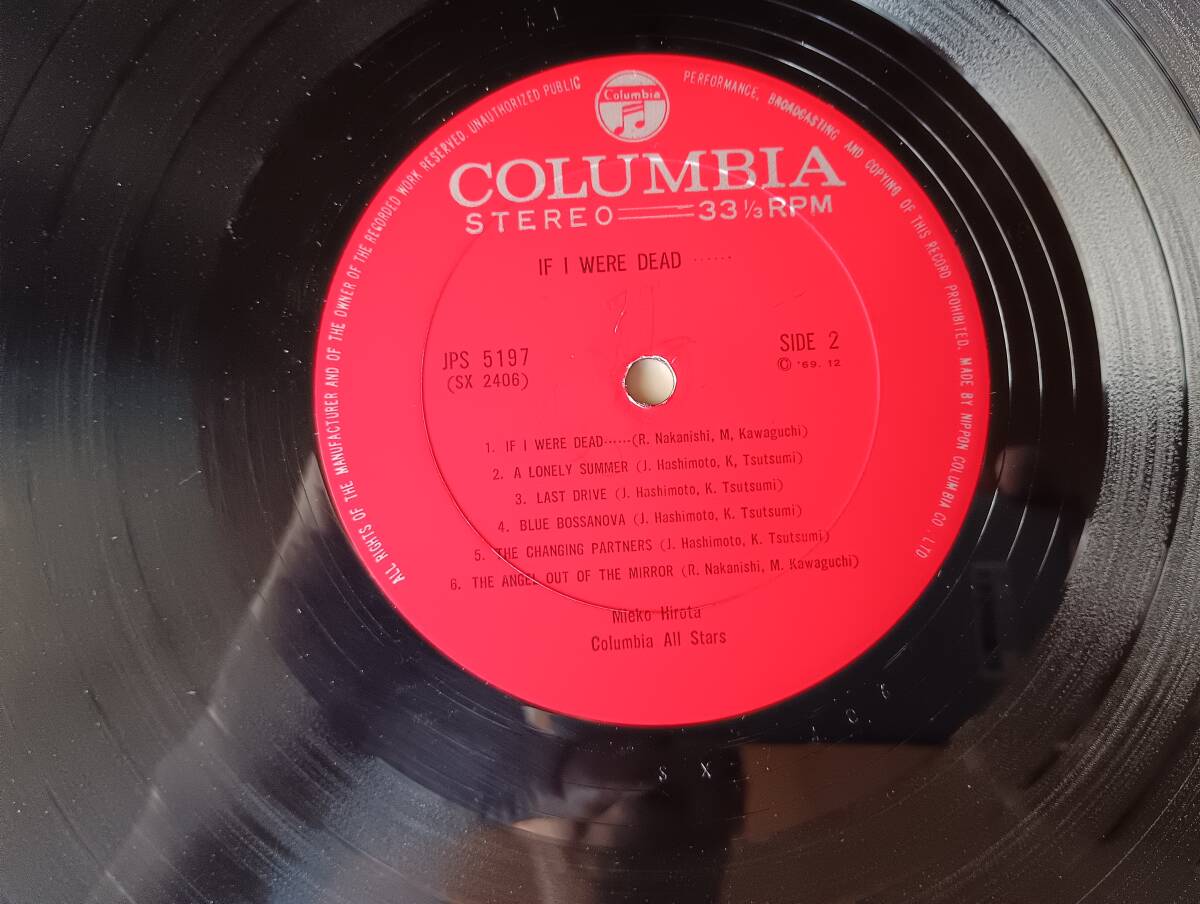 ALL RIGHTS OF THE MANUFACTURER AND OF THE OWNER OF THE RECORDED WORK RESERVED. UNAUTHORIZED PUBLIC PERFORMANCE, BROADCASTING AND COPYING OF THIS RECORD PROHIBITED. MADE BY NIPPON COLUMBIA CO., LTD.
Columbia
COLUMBIA
STEREO 33 1/3 RPM
IF I WERE DEAD ······
JPS 5197 SIDE 2
(SX 2406) © '69. 12
1. IF I WERE DEAD······(R. Nakanishi, M, Kawaguchi)
2. A LONELY SUMMER (J. Hashimoto, K, Tsutsumi)
3. LAST DRIVE (J. Hashimoto, K. Tsutsumi)
4. BLUE BOSSANOVA (J. Hashimoto, K. Tsutsumi)
5. THE CHANGING PARTNERS (J. Hashimoto, K. Tsutsumi)
6. THE ANGEL OUT OF THE MIRROR (R. Nakanishi, M. Kawaguchi)
Mieko Hirota
Columbia All Stars
S X